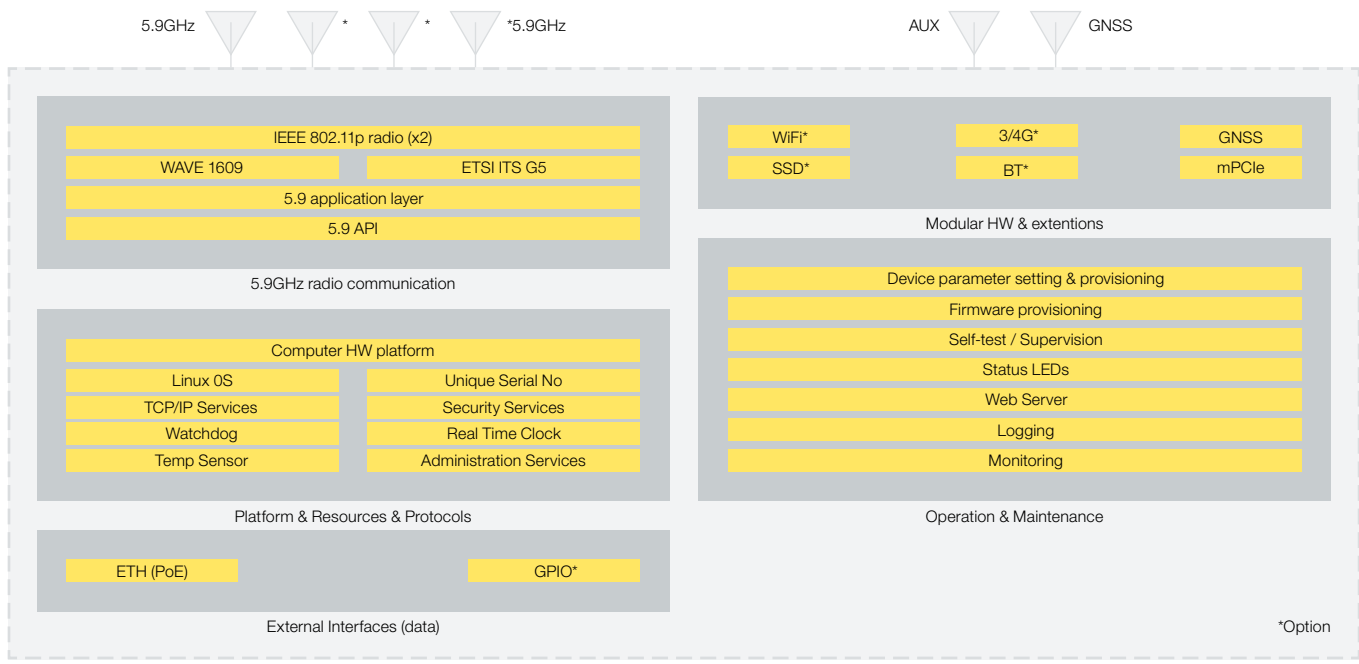 5.9GHz
*
*
*5.9GHz
AUX
GNSS
IEEE 802.11p radio (x2)
WAVE 1609
ETSI ITS G5
5.9 application layer
5.9 API
5.9GHz radio communication
Computer HW platform
Linux 0S
Unique Serial No
TCP/IP Services
Security Services
Watchdog
Real Time Clock
Temp Sensor
Administration Services
Platform & Resources & Protocols
ETH (PoE)
GPIO*
External Interfaces (data)
WiFi*
3/4G*
GNSS
SSD*
BT*
mPCIe
Modular HW & extentions
Device parameter setting & provisioning
Firmware provisioning
Self-test / Supervision
Status LEDs
Web Server
Logging
Monitoring
Operation & Maintenance
*Option